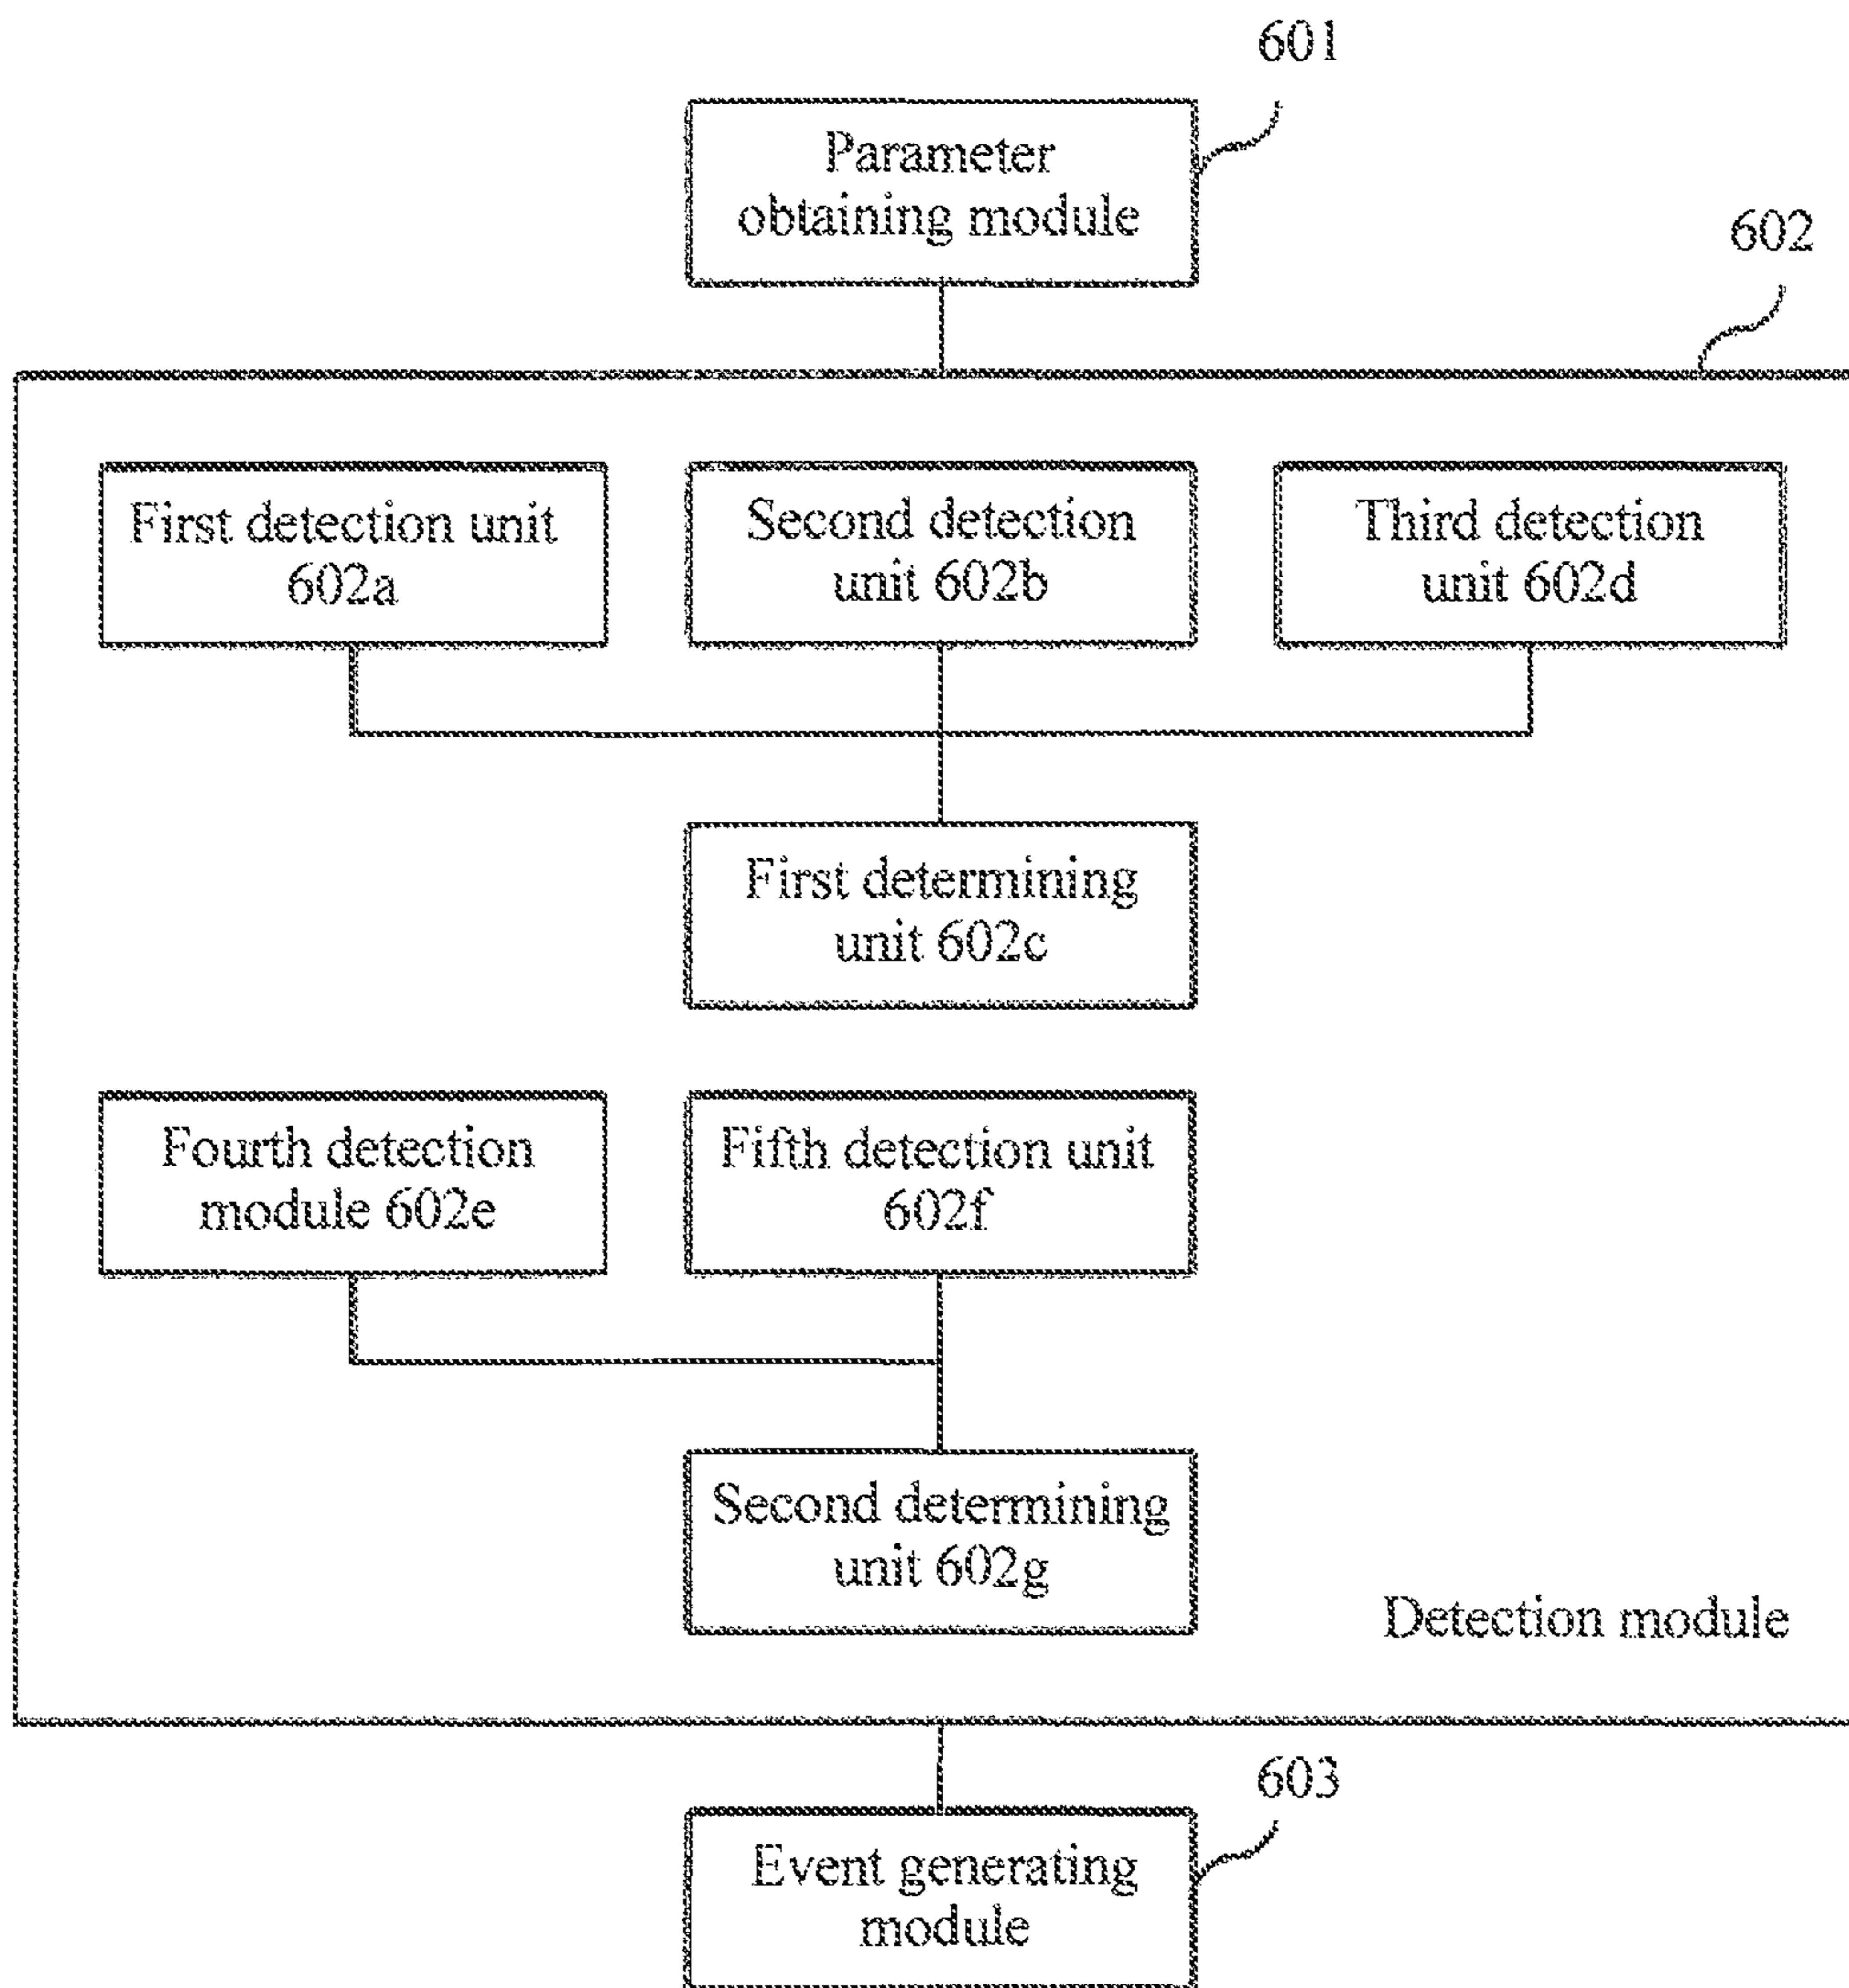 601
Parameter
obtaining module
602
First detection unit
602a
Second detection
unit 602b
Third detection
unit 602d
First determining
unit 602c
Fourth detection
module 602e
Fifth detection unit
602f
Second determining
unit 602g
Detection module
603
Event generating
module